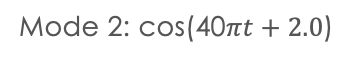 Mode 2: cos(40𝜋𝑡 + 2.0)